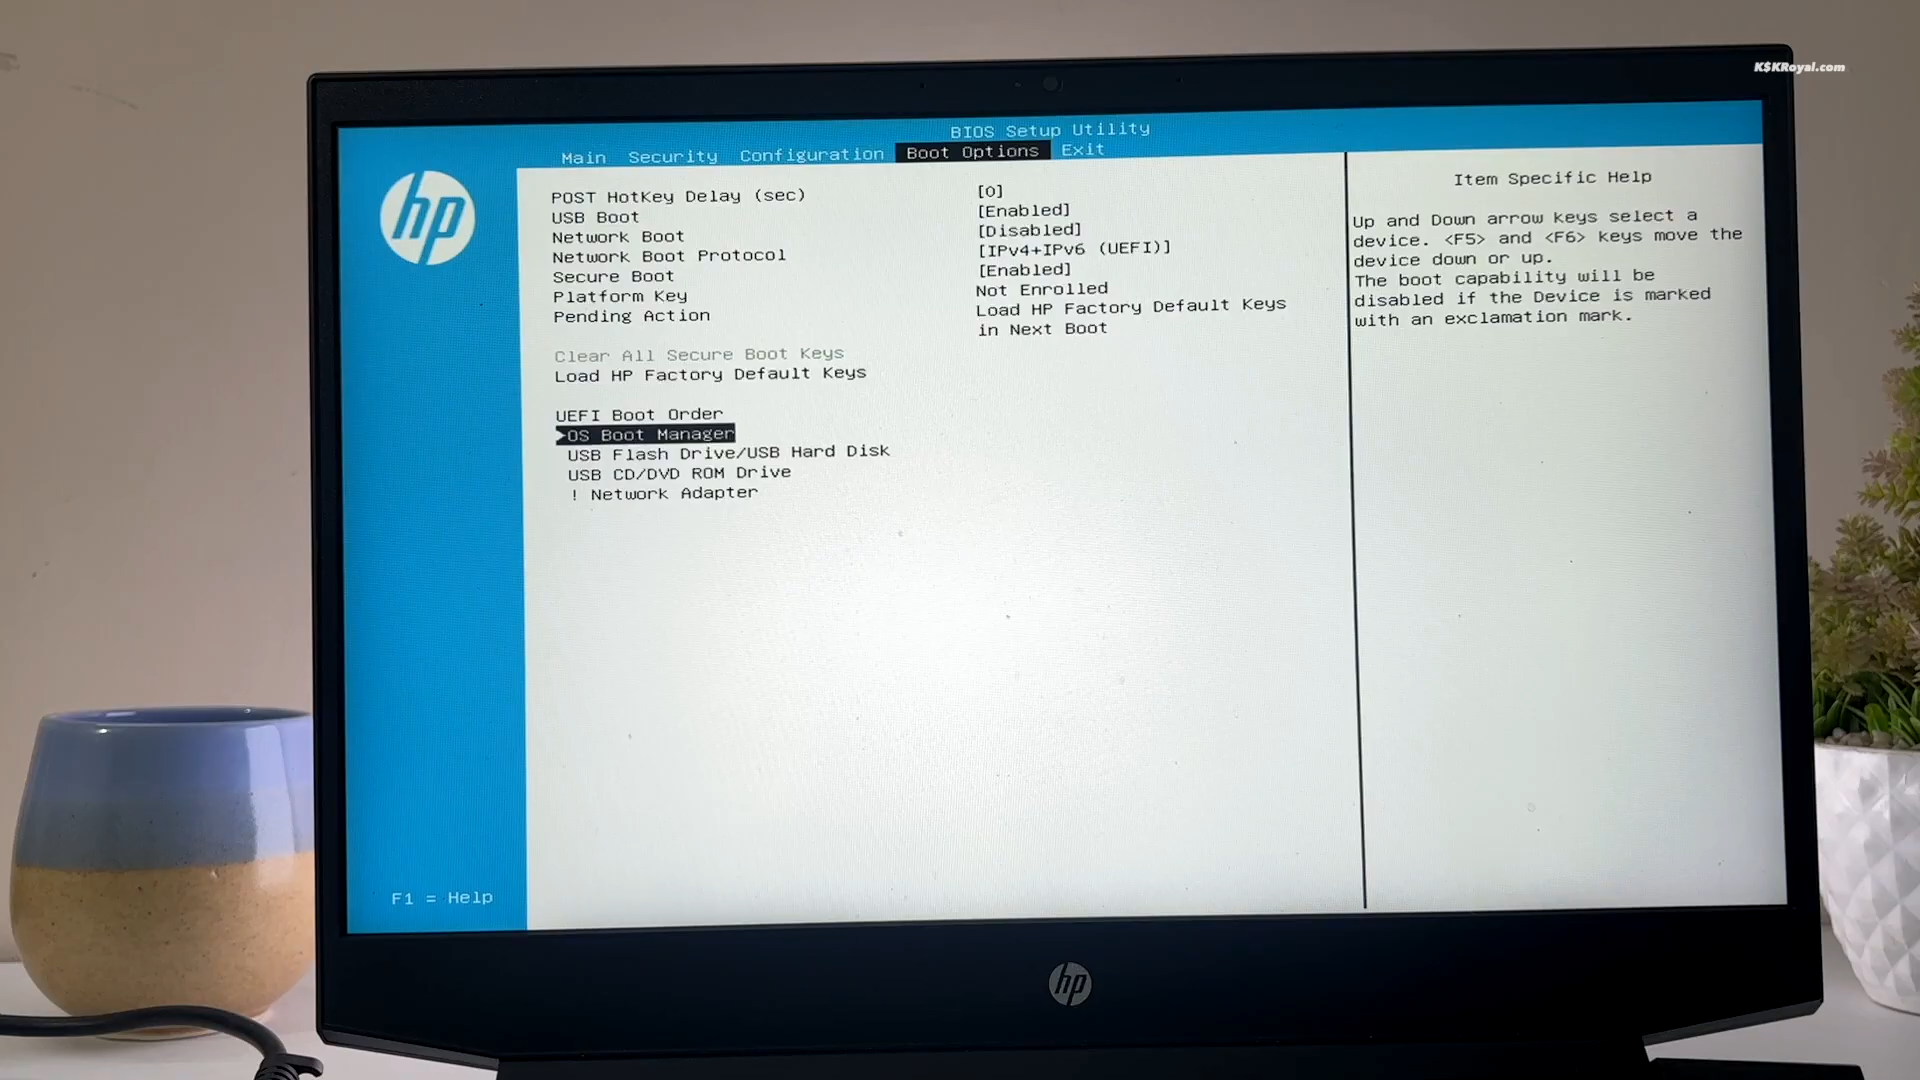 K$KRoyal.com
BIOS Setup Utility
Main Security Configuration Boot Options Exit
hp
POST HotKey Delay (sec) [0]
USB Boot [Enabled]
Network Boot [Disabled]
Network Boot Protocol [IPv4+IPv6 (UEFI)]
Secure Boot [Enabled]
Platform Key Not Enrolled
Pending Action Load HP Factory Default Keys
in Next Boot
Clear All Secure Boot Keys
Load HP Factory Default Keys
UEFI Boot Order
►OS Boot Manager
USB Flash Drive/USB Hard Disk
USB CD/DVD ROM Drive
! Network Adapter
Item Specific Help
Up and Down arrow keys select a
device. <F5> and <F6> keys move the
device down or up.
The boot capability will be
disabled if the Device is marked
with an exclamation mark.
F1 = Help
hp